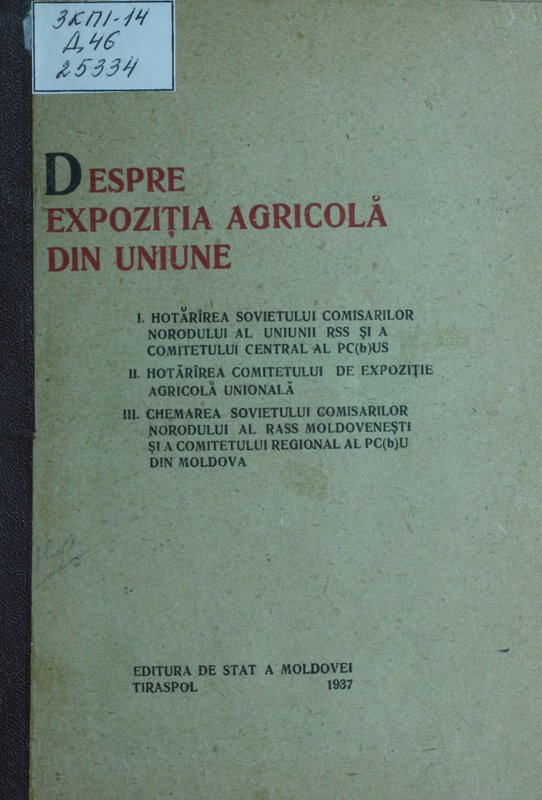 ЗКП1-14
Д,46
25334
DESPRE
EXPOZIȚIA AGRICOLĂ
DIN UNIUNE
I. HOTĂRÎREA SOVIETULUI COMISARILOR
NORODULUI AL UNIUNII RSS ȘI A
COMITETULUI CENTRAL AL PC(b)US
II. HOTĂRÎREA COMITETULUI DE EXPOZIȚIE
AGRICOLĂ UNIONALĂ
III. CHEMAREA SOVIETULUI COMISARILOR
NORODULUI AL RASS MOLDOVENEȘTI
ȘI A COMITETULUI REGIONAL AL PC(b)U
DIN MOLDOVA
EDITURA DE STAT A MOLDOVEI
TIRASPOL 1937